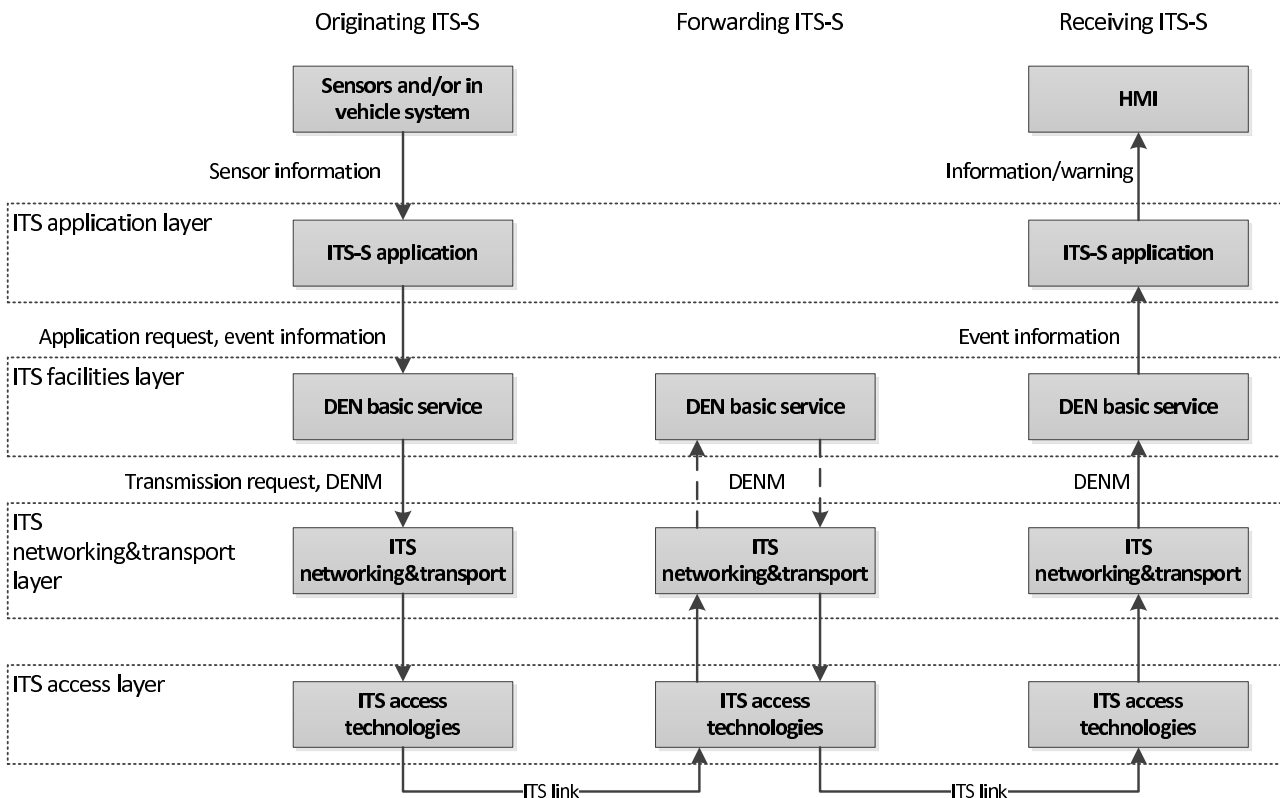 Originating ITS-S
Forwarding ITS-S
Receiving ITS-S
Sensors and/or in
vehicle system
HMI
Sensor information
Information/warning
ITS application layer
ITS-S application
ITS-S application
Application request, event information
Event information
ITS facilities layer
DEN basic service
DEN basic service
DEN basic service
Transmission request, DENM
DENM
DENM
ITS
networking&transport
layer
ITS
networking&transport
ITS
networking&transport
ITS
networking&transport
ITS access layer
ITS access
technologies
ITS access
technologies
ITS access
technologies
ITS link
ITS link